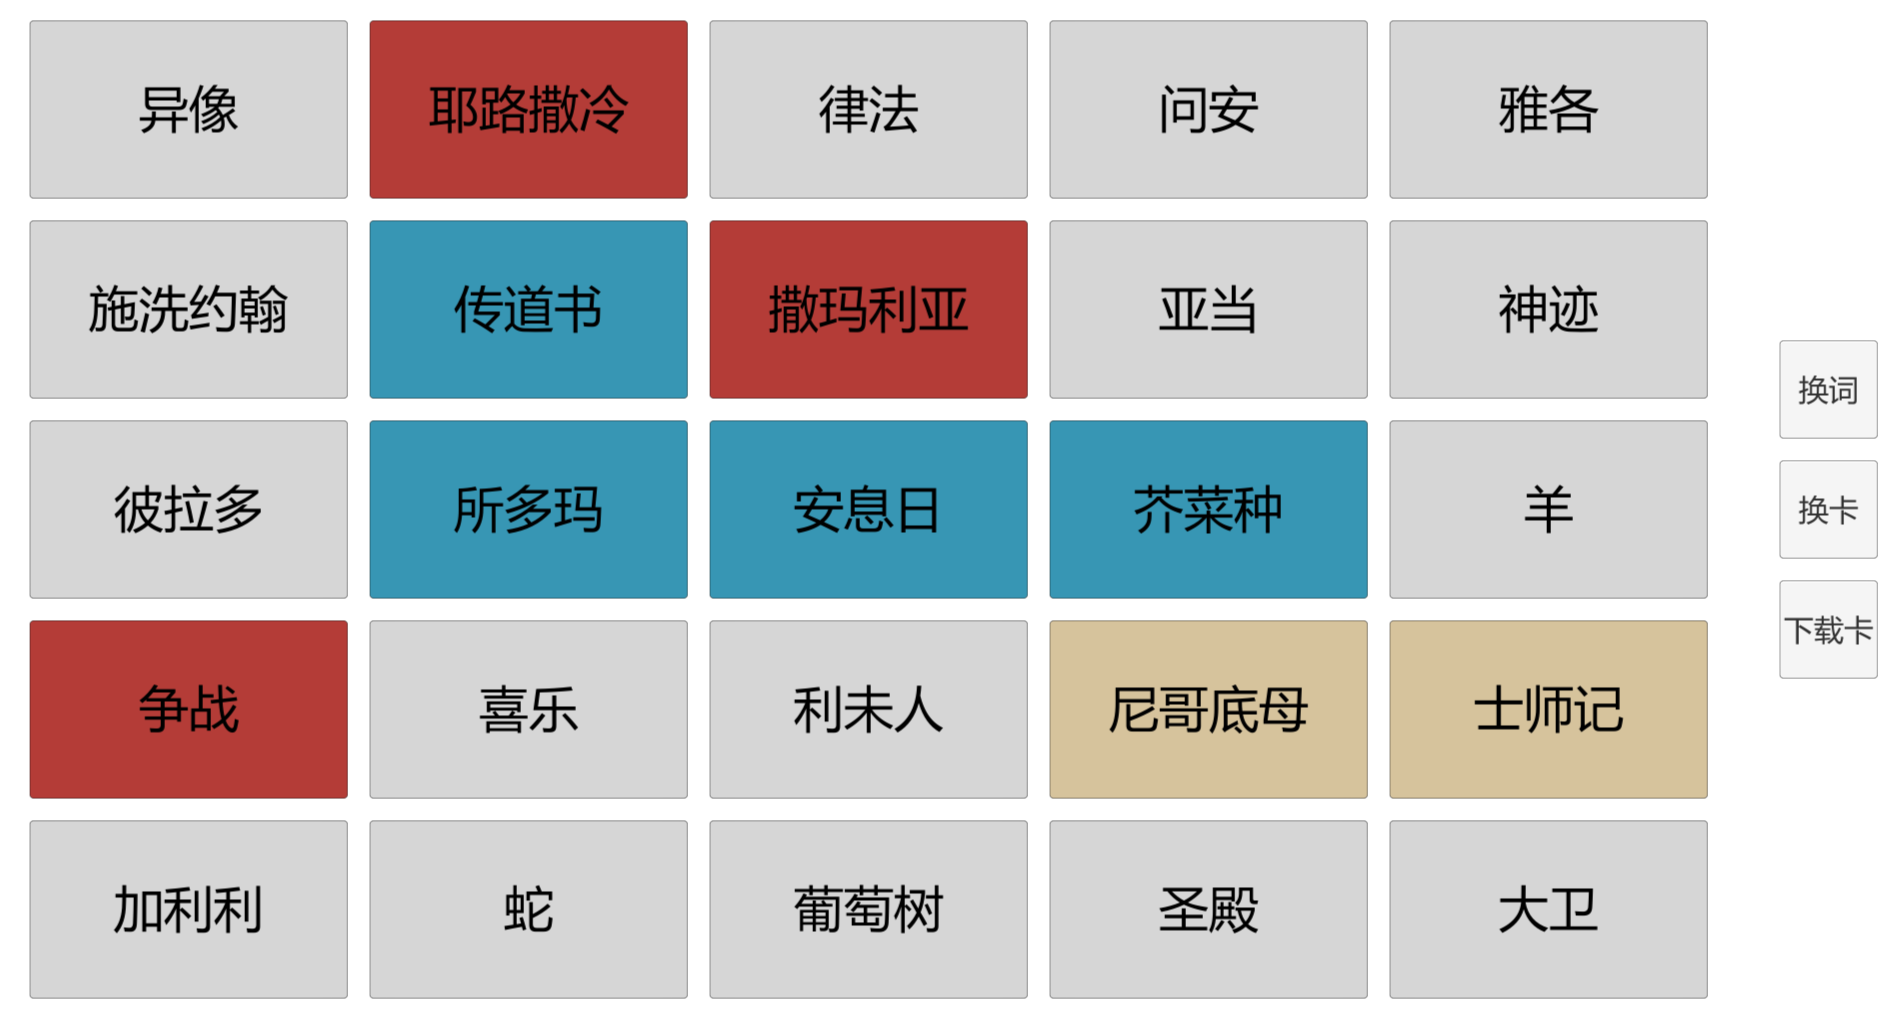 异像
耶路撒冷
律法
问安
雅各
施洗约翰
传道书
撒玛利亚
亚当
神迹
彼拉多
所多玛
安息日
芥菜种
羊
争战
喜乐
利未人
尼哥底母
士师记
加利利
蛇
葡萄树
圣殿
大卫
换词
换卡
下载卡